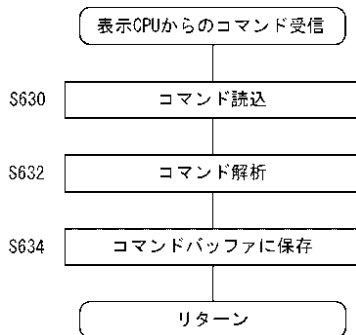 表示CPUからのコマンド受信
S630 コマンド読込
S632 コマンド解析
S634 コマンドバッファに保存
リターン